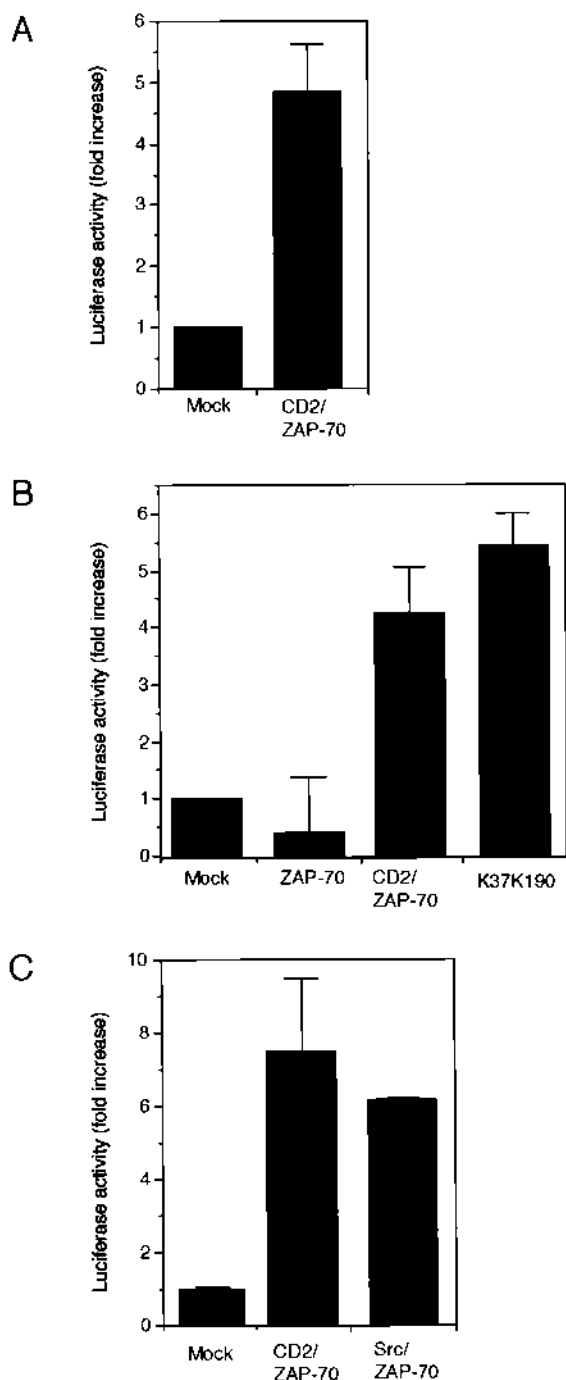 A
Luciferase activity (fold increase)
6
5
4
3
2
1
0
Mock
CD2/
ZAP-70
B
Luciferase activity (fold increase)
6
5
4
3
2
1
0
Mock
ZAP-70
CD2/
ZAP-70
K37K190
C
Luciferase activity (fold increase)
10
8
6
4
2
0
Mock
CD2/
ZAP-70
Src/
ZAP-70